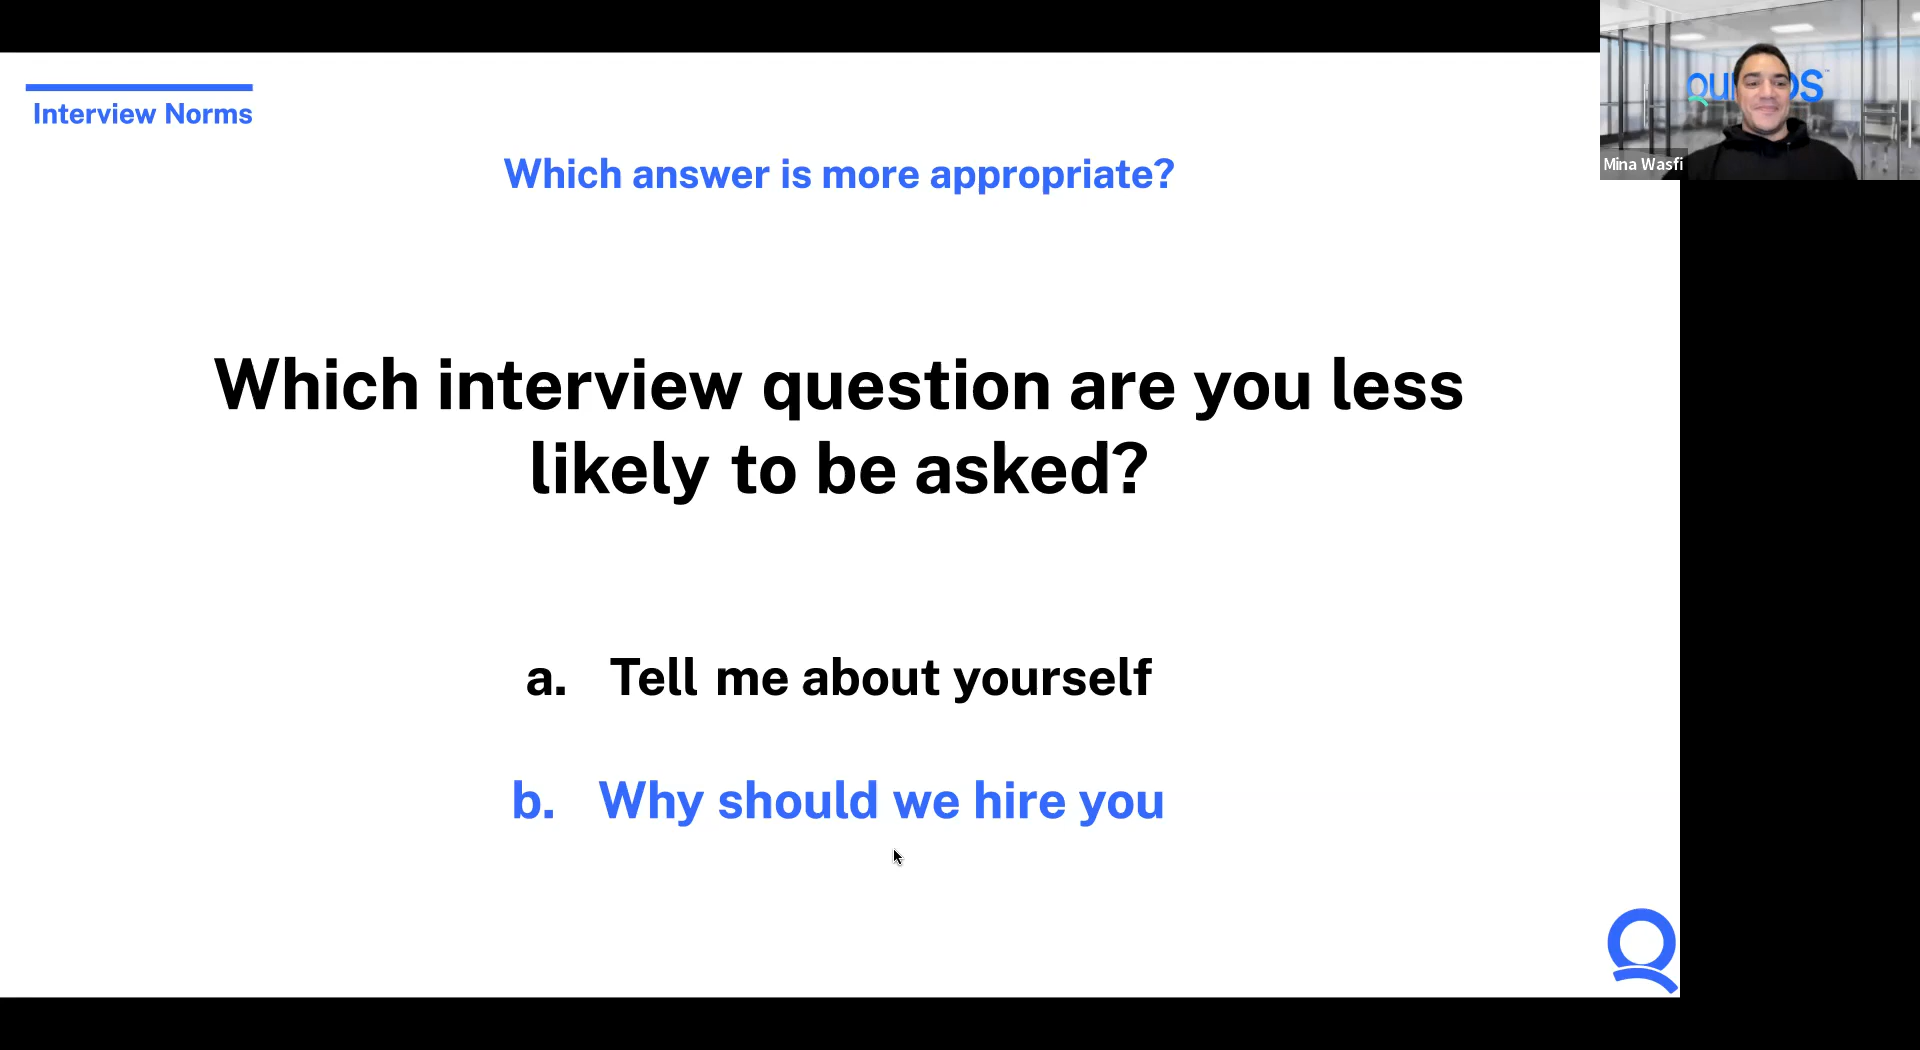 Interview Norms
Which answer is more appropriate?
Which interview question are you less
likely to be asked?
a. Tell me about yourself
b. Why should we hire you
Mina Wasfi